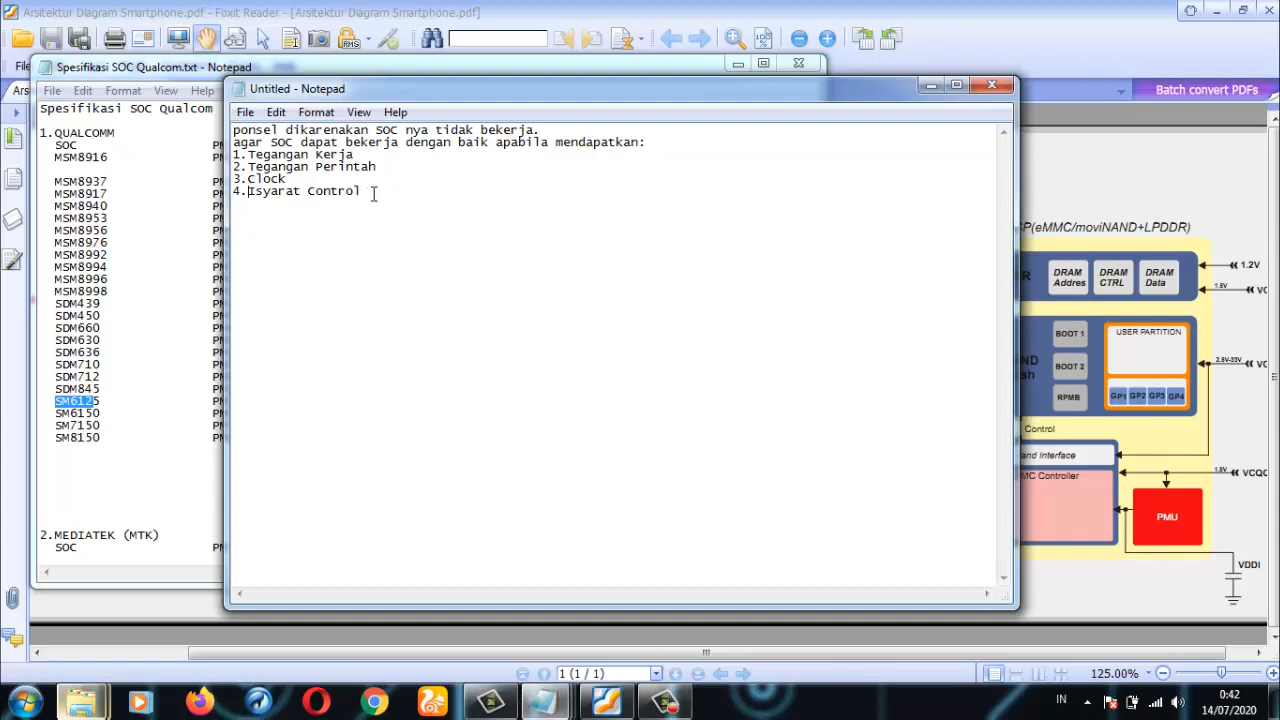 Arsitektur Diagram Smartphone.pdf - Foxit Reader - [Arsitektur Diagram Smartphone.pdf]
Batch convert PDFs
Spesifikasi SOC Qualcom.txt - Notepad
File Edit Format View Help
Spesifikasi SOC Qualcom
1.QUALCOMM
SOC
MSM8916
MSM8937
MSM8917
MSM8940
MSM8953
MSM8956
MSM8976
MSM8992
MSM8994
MSM8996
MSM8998
SDM439
SDM450
SDM660
SDM630
SDM636
SDM710
SDM712
SDM845
SM6125
SM6150
SM7150
SM8150
2.MEDIATEK (MTK)
SOC
Untitled - Notepad
File Edit Format View Help
ponsel dikarenakan SOC nya tidak bekerja.
agar SOC dapat bekerja dengan baik apabila mendapatkan:
1.Tegangan Kerja
2.Tegangan Perintah
3.Clock
4.Isyarat Control
CP(eMMC/moviNAND+LPDDR)
DRAM Addres
DRAM CTRL
DRAM Data
1.2V
1.8V
BOOT 1
BOOT 2
RPMB
USER PARTITION
GP1 GP2 GP3 GP4
2.8V-33V
Control
and Interface
MC Controller
1.8V
VCQC
PMU
VDDI
1 (1 / 1)
125.00%
IN
0:42
14/07/2020